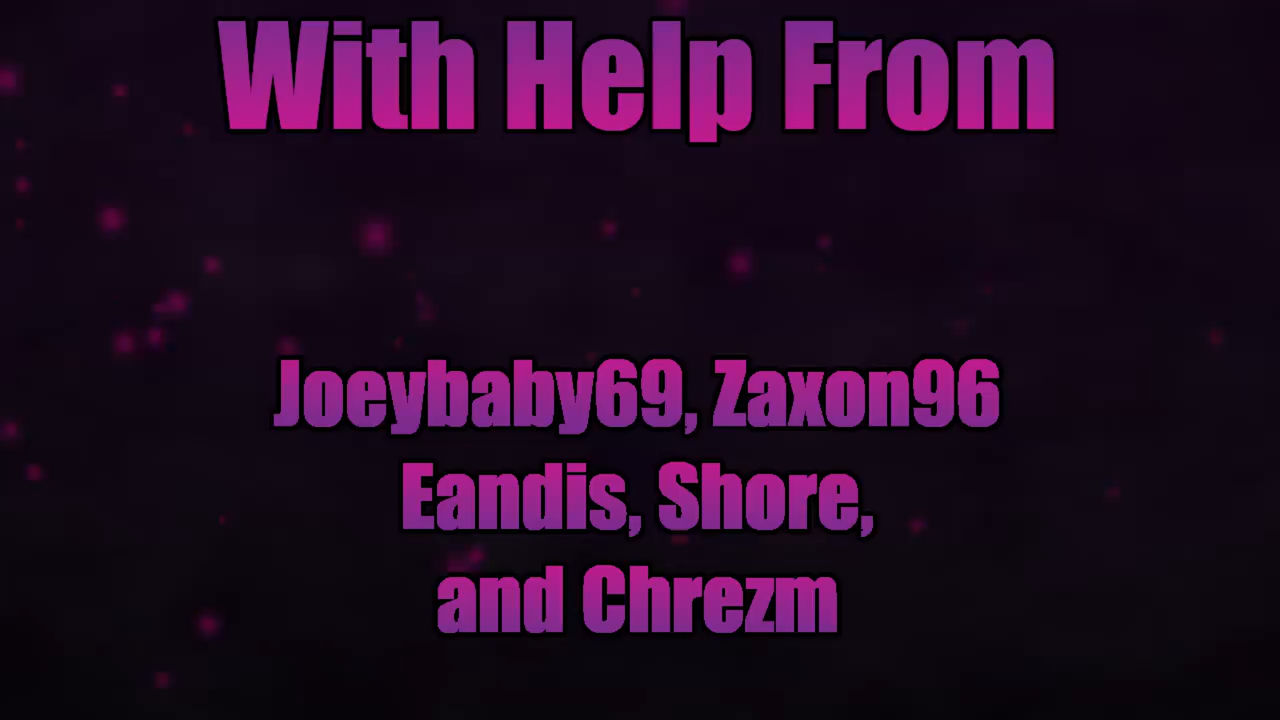 With Help From
Joeybaby69, Zaxon96
Eandis, Shore,
and Chrezm